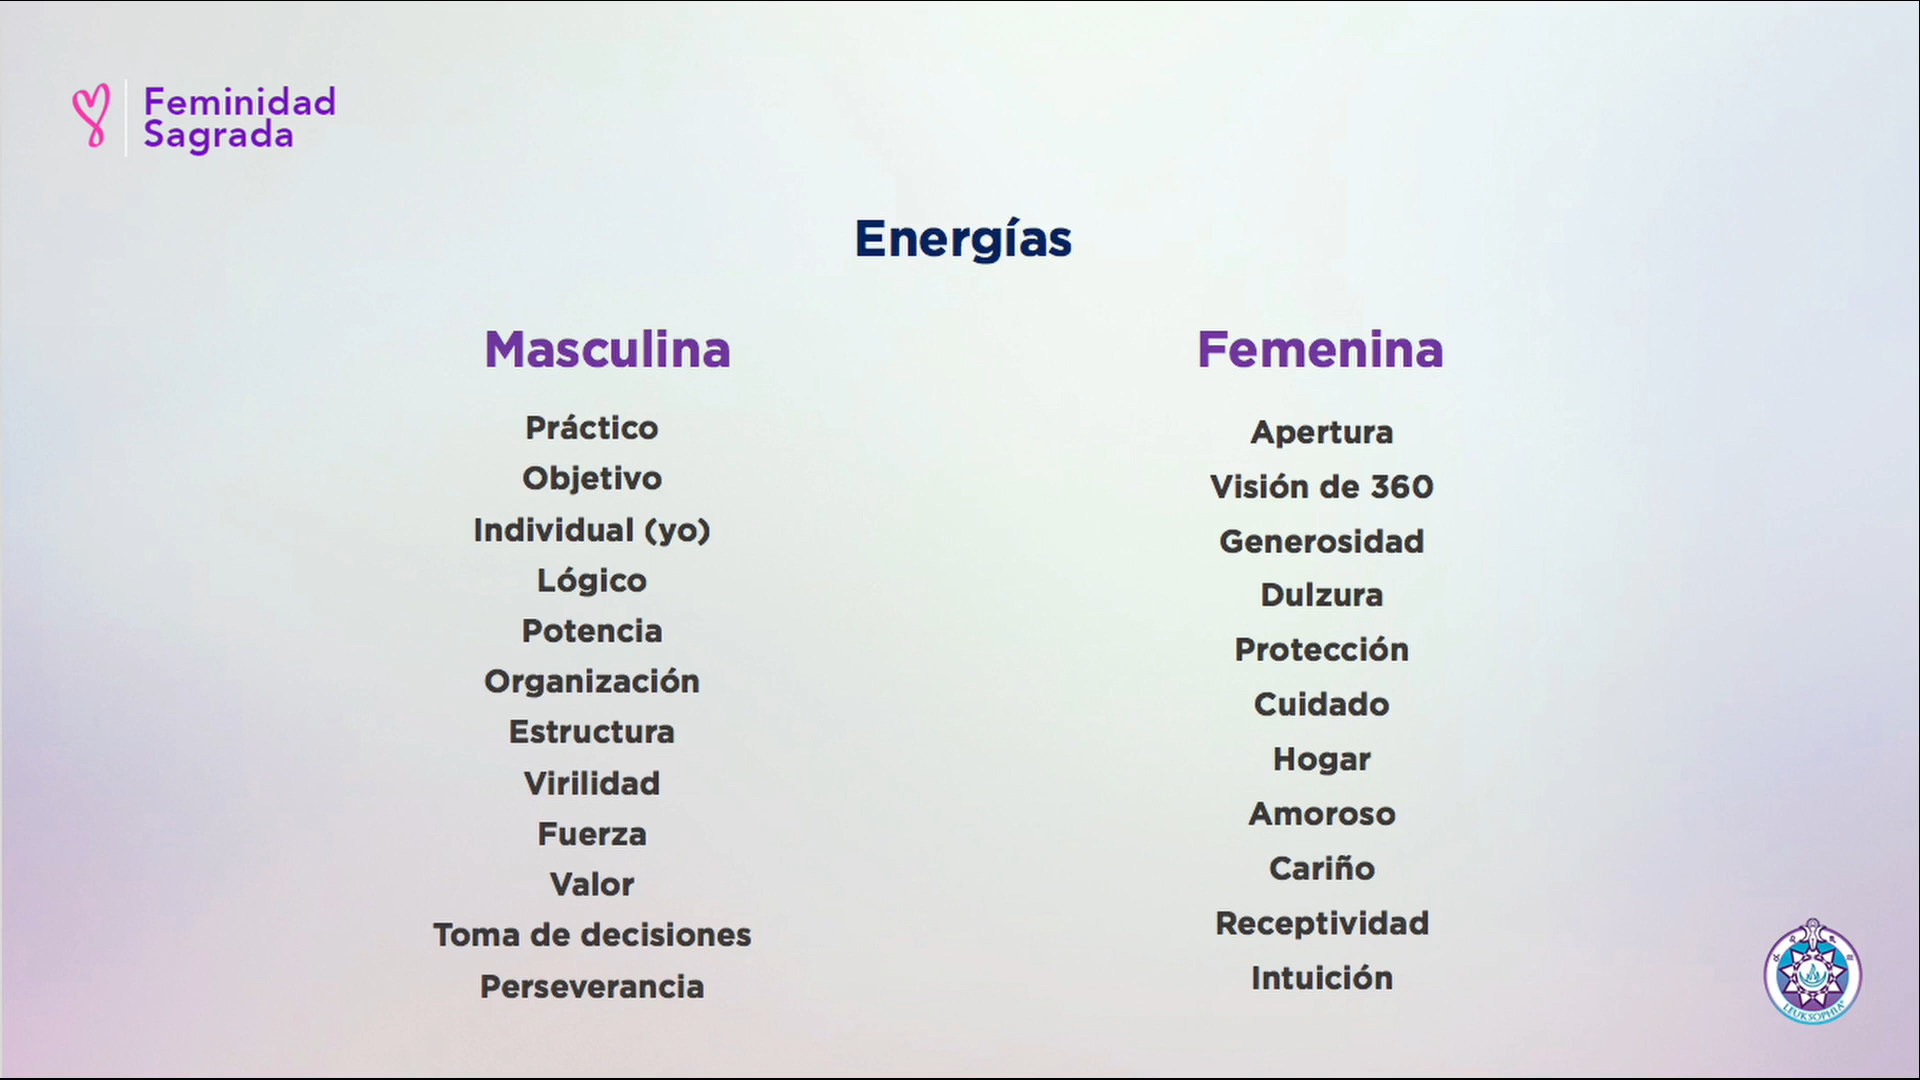 Feminidad
Sagrada
Energías
Masculina
Práctico
Objetivo
Individual (yo)
Lógico
Potencia
Organización
Estructura
Virilidad
Fuerza
Valor
Toma de decisiones
Perseverancia
Femenina
Apertura
Visión de 360
Generosidad
Dulzura
Protección
Cuidado
Hogar
Amoroso
Cariño
Receptividad
Intuición
LEUKSOPHIA